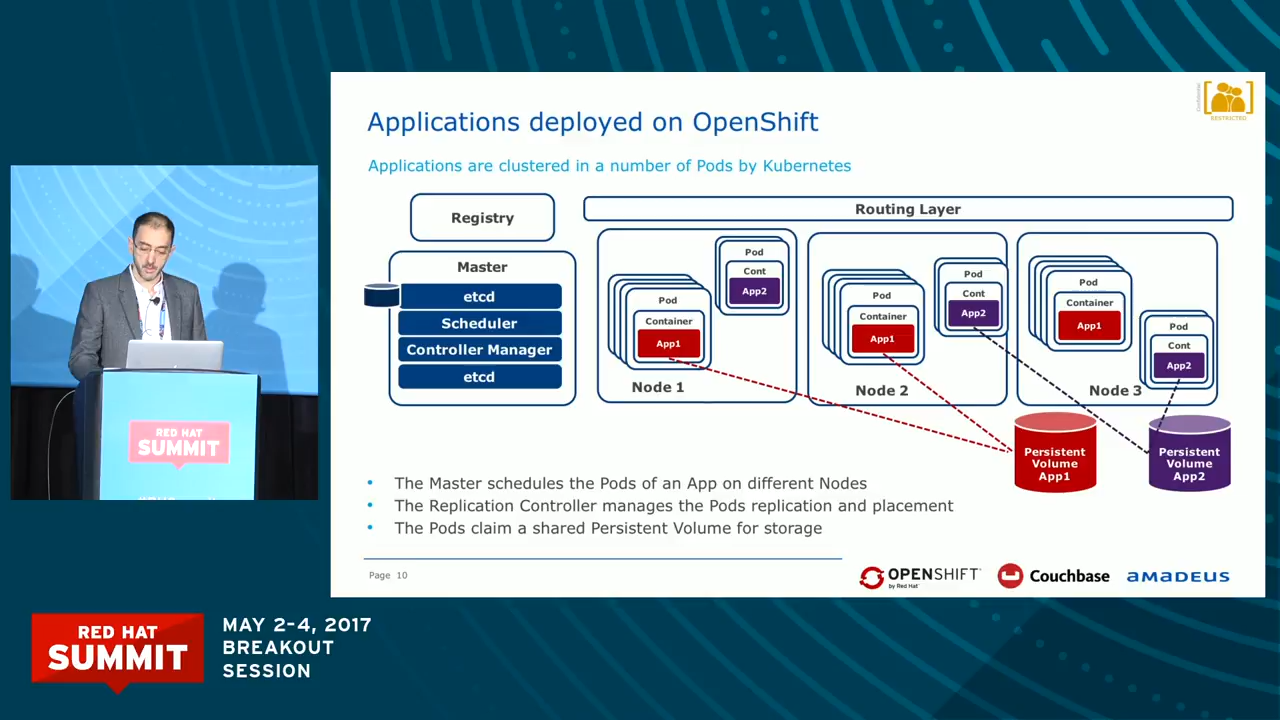 Applications deployed on OpenShift
RESTRICTED
Applications are clustered in a number of Pods by Kubernetes
Registry
Routing Layer
Master
etcd
Scheduler
Controller Manager
etcd
Pod
Container
App1
Pod
Cont
App2
Node 1
Pod
Container
App1
Pod
Cont
App2
Node 2
Pod
Container
App1
Pod
Cont
App2
Node 3
Persistent
Volume
App1
Persistent
Volume
App2
• The Master schedules the Pods of an App on different Nodes
• The Replication Controller manages the Pods replication and placement
• The Pods claim a shared Persistent Volume for storage
Page 10
OPENSHIFT
by Red Hat
Couchbase
AMADEUS
RED HAT
SUMMIT
RED HAT
SUMMIT
MAY 2-4, 2017
BREAKOUT
SESSION